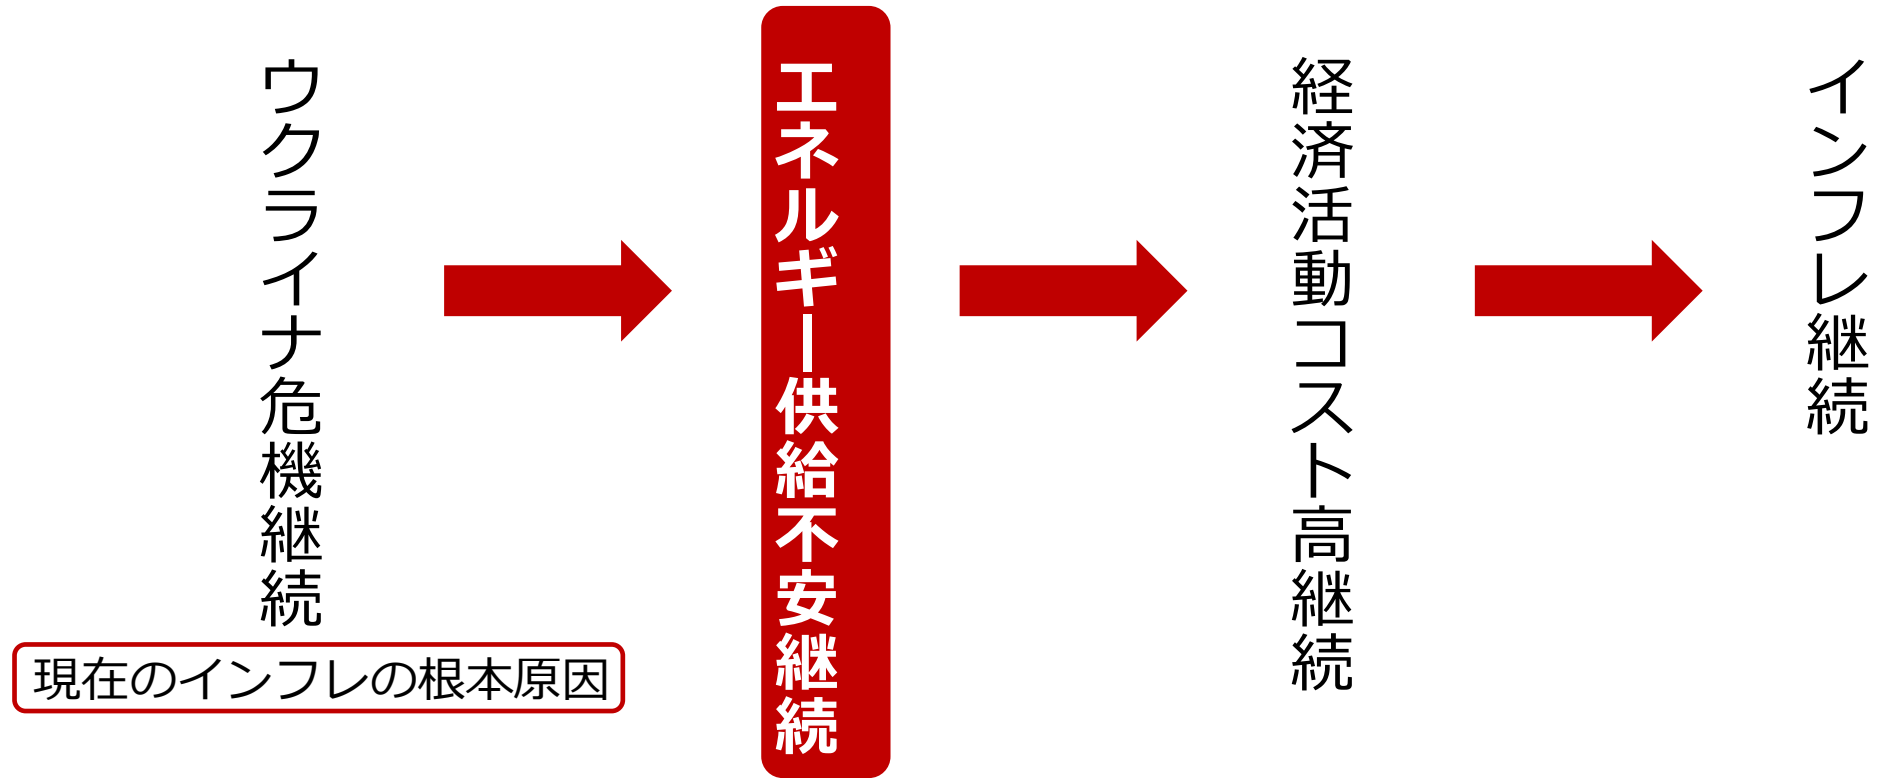 ウクライナ危機継続
現在のインフレの根本原因
エネルギー供給不安継続
経済活動コスト高継続
インフレ継続